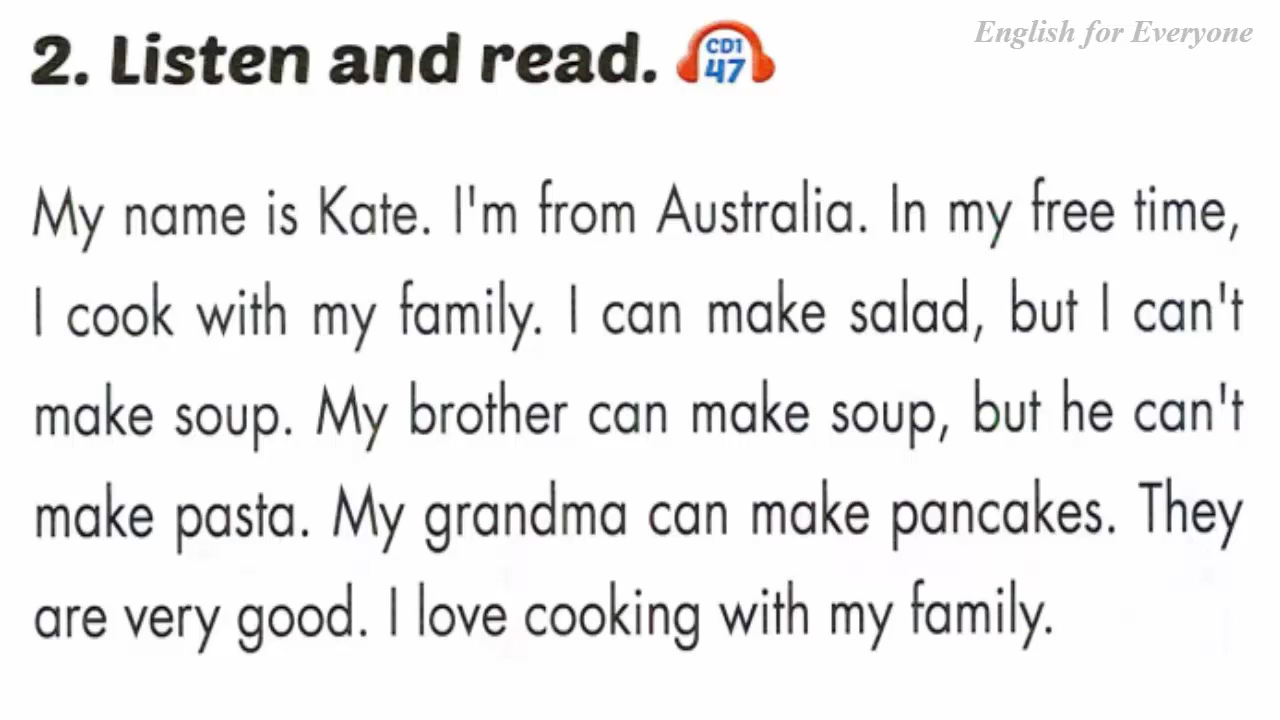 English for Everyone
2. Listen and read. CD1 47
My name is Kate. I'm from Australia. In my free time,
I cook with my family. I can make salad, but I can't
make soup. My brother can make soup, but he can't
make pasta. My grandma can make pancakes. They
are very good. I love cooking with my family.